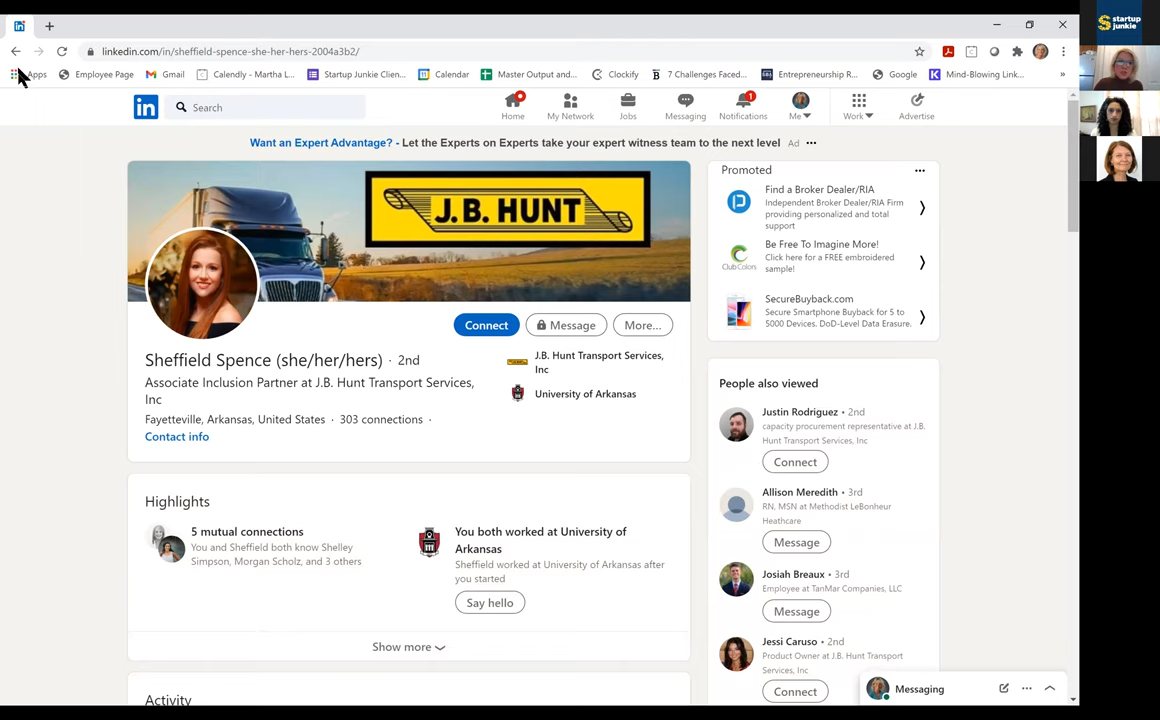 linkedin.com/in/sheffield-spence-she-her-hers-2004a3b2/
Apps
Employee Page
Gmail
Calendly - Martha L...
Startup Junkie Clien...
Calendar
Master Output and...
Clockify
7 Challenges Faced...
Entrepreneurship R...
Google
Mind-Blowing Link...
»
startup
junkie
in
Search
Home
My Network
Jobs
Messaging
1
Notifications
Me
Work
Advertise
Want an Expert Advantage? - Let the Experts on Experts take your expert witness team to the next level Ad
J.B. HUNT
Connect
Message
More...
Sheffield Spence (she/her/hers) · 2nd
Associate Inclusion Partner at J.B. Hunt Transport Services,
Inc
Fayetteville, Arkansas, United States · 303 connections ·
Contact info
J.B. Hunt Transport Services,
Inc
University of Arkansas
Highlights
5 mutual connections
You and Sheffield both know Shelley
Simpson, Morgan Scholz, and 3 others
You both worked at University of
Arkansas
Sheffield worked at University of Arkansas after
you started
Say hello
Show more
Activity
Promoted
Find a Broker Dealer/RIA
Independent Broker Dealer/RIA Firm
providing personalized and total
support
Be Free To Imagine More!
Click here for a FREE embroidered
sample!
Club Colors
SecureBuyback.com
Secure Smartphone Buyback for 5 to
5000 Devices. DoD-Level Data Erasure.
People also viewed
Justin Rodriguez • 2nd
capacity procurement representative at J.B.
Hunt Transport Services, Inc
Connect
Allison Meredith • 3rd
RN, MSN at Methodist LeBonheur
Heathcare
Message
Josiah Breaux • 3rd
Employee at TanMar Companies, LLC
Message
Jessi Caruso • 2nd
Product Owner at J.B. Hunt Transport
Services, Inc
Connect
Messaging